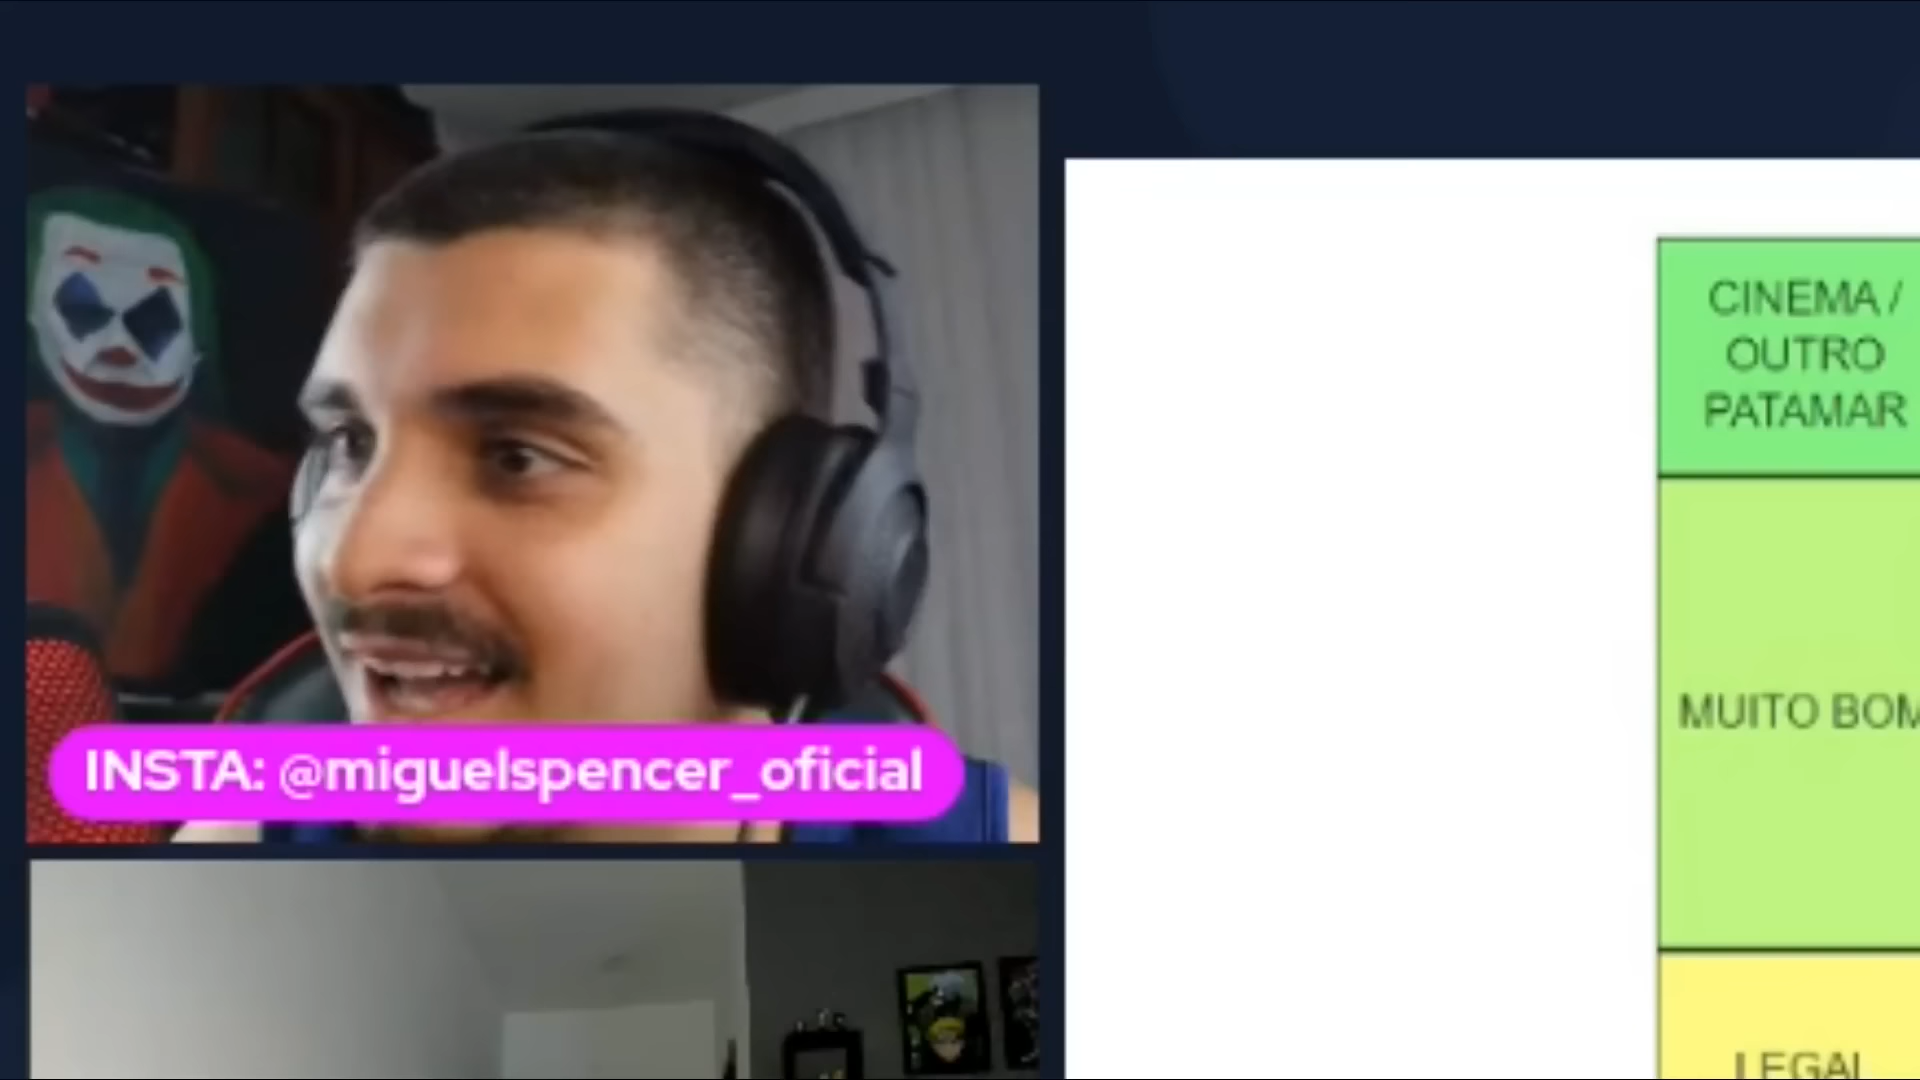 INSTA: @miguelspencer_oficial
CINEMA /
OUTRO
PATAMAR
MUITO BOM
LEGAL